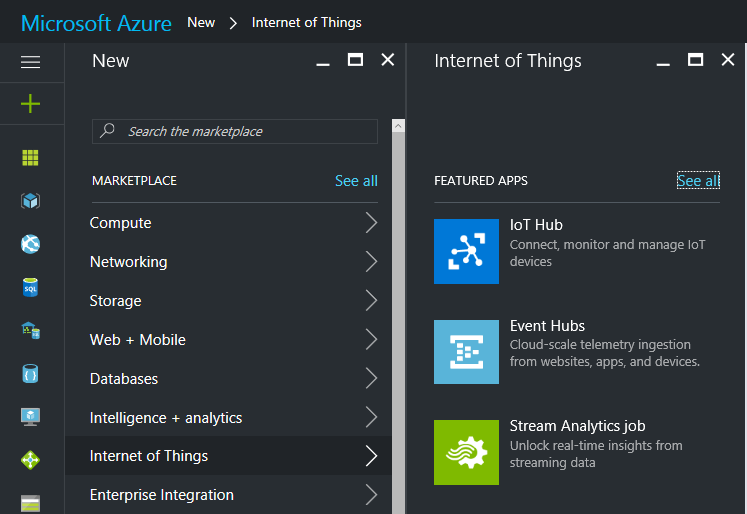 Microsoft Azure New > Internet of Things
New
Search the marketplace
MARKETPLACE See all
Compute
Networking
Storage
Web + Mobile
Databases
Intelligence + analytics
Internet of Things
Enterprise Integration
Internet of Things
FEATURED APPS See all
IoT Hub
Connect, monitor and manage IoT
devices
Event Hubs
Cloud-scale telemetry ingestion
from websites, apps, and devices.
Stream Analytics job
Unlock real-time insights from
streaming data
SQL